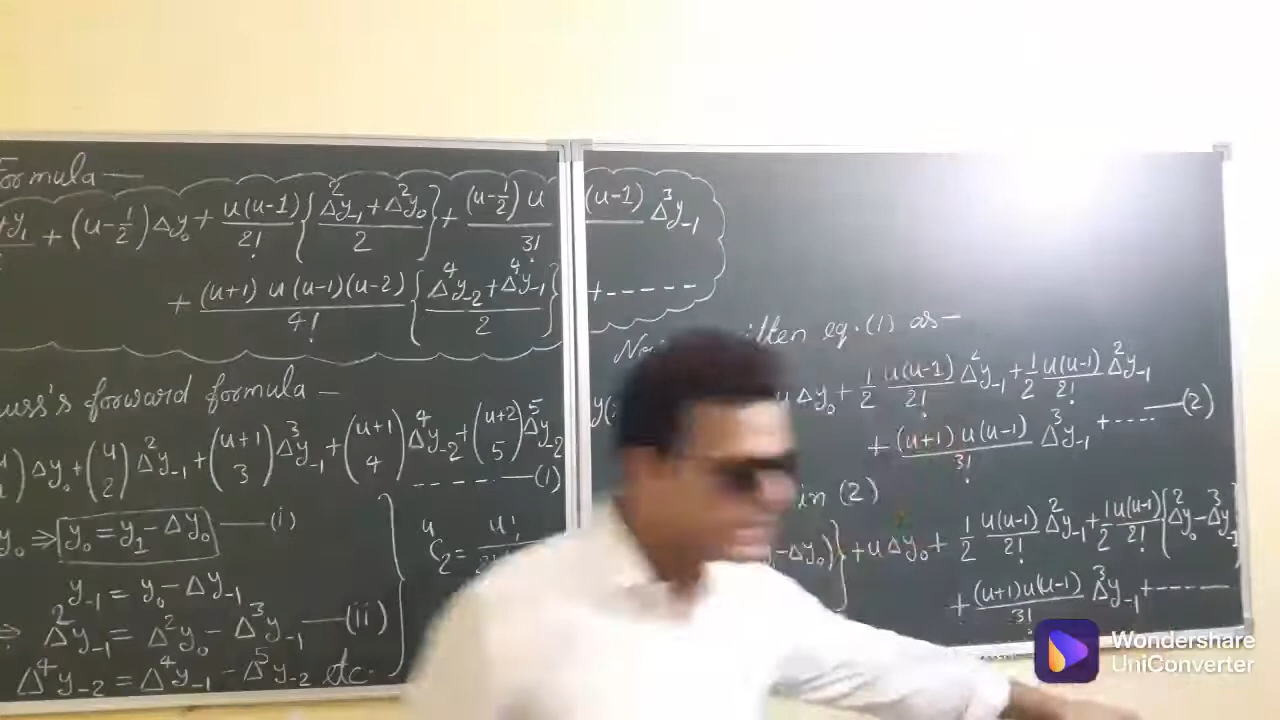 Formula —
y₁ + (u-½)Δy₀ + u(u-1)/2! {(Δ²y₋₁ + Δ²y₀)/2} + (u-½) u (u-1)/3! Δ³y₋₁
+ (u+1) u (u-1)(u-2)/4! {(Δ⁴y₋₂ + Δ⁴y₋₁)/2} + ------
forward formula —
Δy₀ + (u 2) Δ²y₋₁ + (u+1 3) Δ³y₋₁ + (u+1 4) Δ⁴y₋₂ + (u+2 5) Δ⁵y₋₂
---- — (1)
y₀ ⇒ y₀ = y₁ - Δy₀ — (i)
y₋₁ = y₀ - Δy₋₁
⇒ Δ²y₋₁ = Δ²y₀ - Δ³y₋₁ — (ii)
Δ⁴y₋₂ = Δ⁴y₋₁ - Δ⁵y₋₂ etc.
ᵘC₂ = u!
eq. (1) as —
u Δy₀ + ½ u(u-1)/2! Δ²y₋₁ + ½ u(u-1)/2! Δ²y₋₁
+ (u+1) u(u-1)/3! Δ³y₋₁ + ---- — (2)
in (2)
-Δy₀)} + uΔy₀ + ½ u(u-1)/2! Δ²y₋₁ + ½ u(u-1)/2! [Δ²y₀ - Δ³y₋₁]
+ (u+1)u(u-1)/3! Δ³y₋₁ + ------
Wondershare
UniConverter